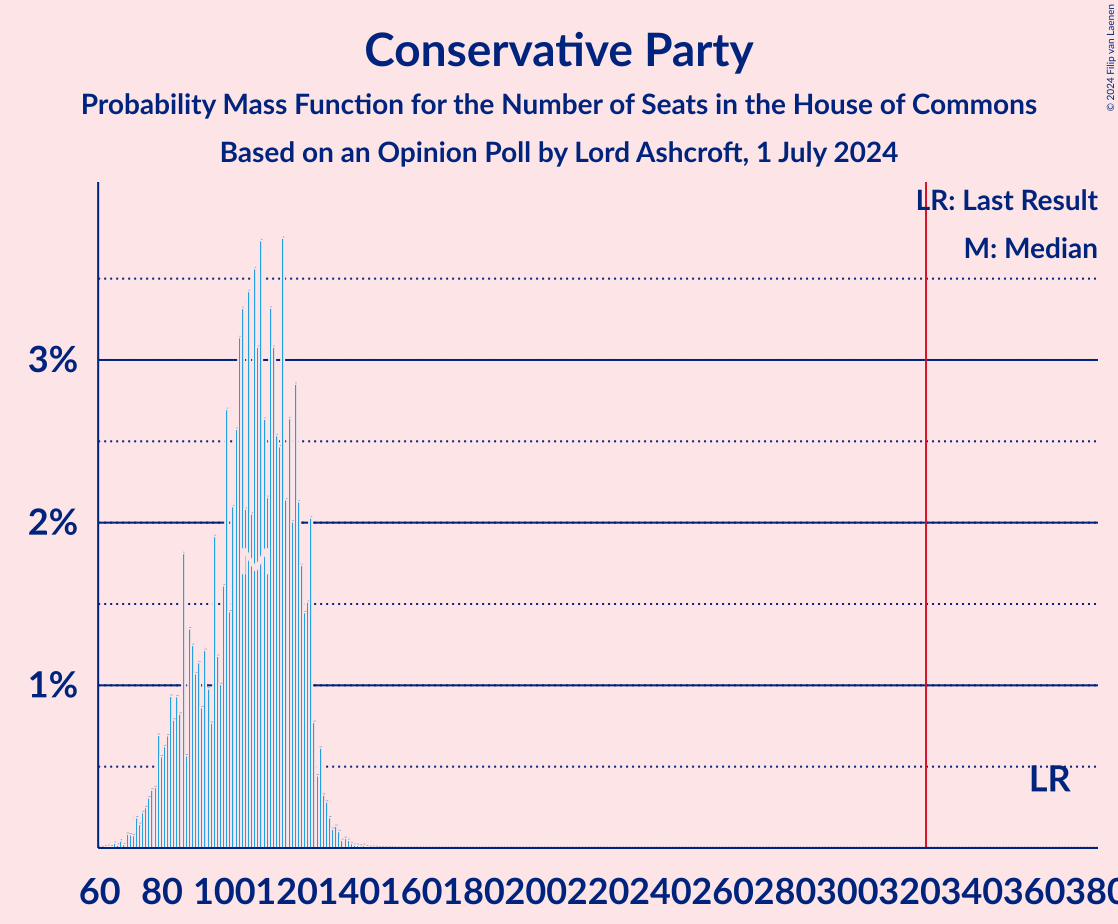 Conservative Party
Probability Mass Function for the Number of Seats in the House of Commons
Based on an Opinion Poll by Lord Ashcroft, 1 July 2024
© 2024 Filip van Laenen
LR: Last Result
M: Median
3%
2%
1%
M
LR
60 80 100 120 140 160 180 200 220 240 260 280 300 320 340 360 380